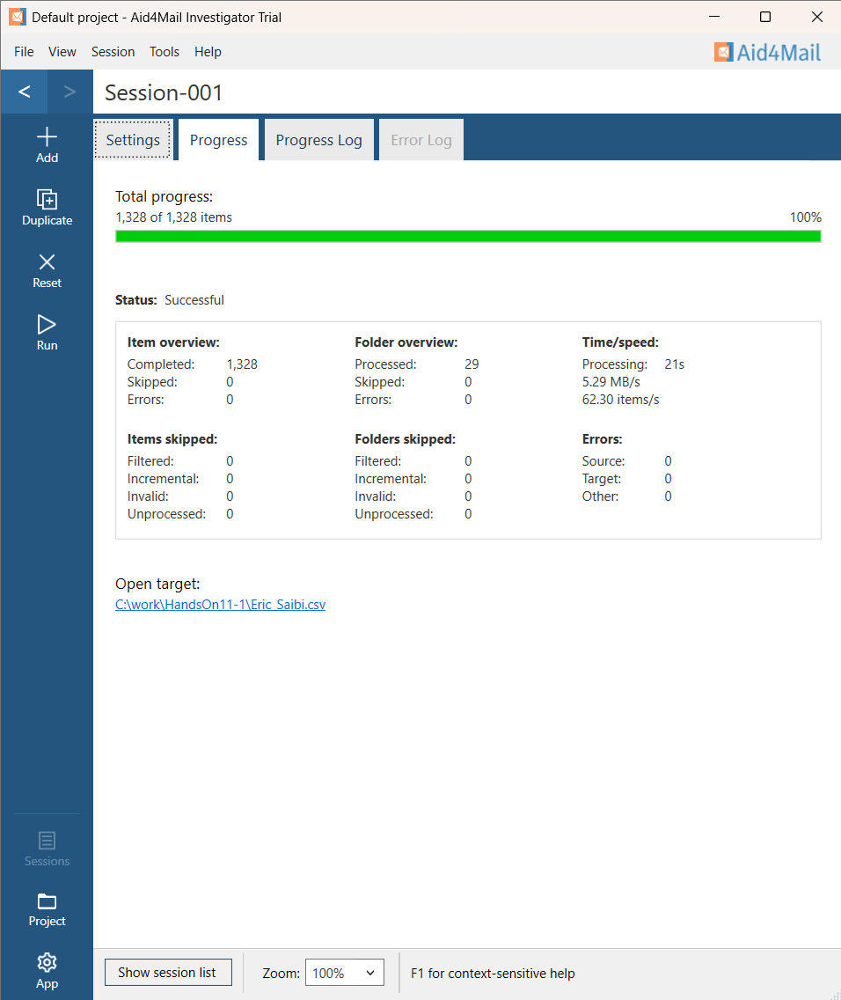 Default project - Aid4Mail Investigator Trial
File View Session Tools Help
Aid4Mail
< >
Session-001
Add
Duplicate
Reset
Run
Settings Progress Progress Log Error Log
Total progress:
1,328 of 1,328 items 100%
Status: Successful
Item overview: Folder overview: Time/speed:
Completed: 1,328 Processed: 29 Processing: 21s
Skipped: 0 Skipped: 0 5.29 MB/s
Errors: 0 Errors: 0 62.30 items/s
Items skipped: Folders skipped: Errors:
Filtered: 0 Filtered: 0 Source: 0
Incremental: 0 Incremental: 0 Target: 0
Invalid: 0 Invalid: 0 Other: 0
Unprocessed: 0 Unprocessed: 0
Open target:
C:\work\HandsOn11-1\Eric_Saibi.csv
Sessions
Project
App
Show session list Zoom: 100% F1 for context-sensitive help